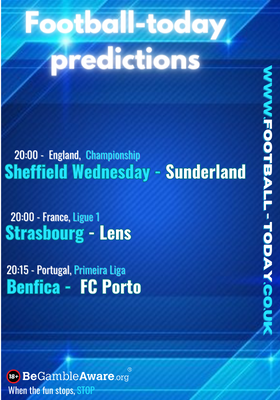 Football-today
predictions
20:00 - England, Championship
Sheffield Wednesday - Sunderland
20:00 - France, Ligue 1
Strasbourg - Lens
20:15 - Portugal, Primeira Liga
Benfica - FC Porto
WWW.FOOTBALL-TODAY.CO.UK
18+ BeGambleAware.org®
When the fun stops, STOP